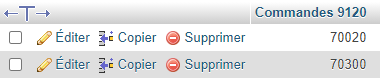 Commandes 9120
Éditer Copier Supprimer 70020
Éditer Copier Supprimer 70300